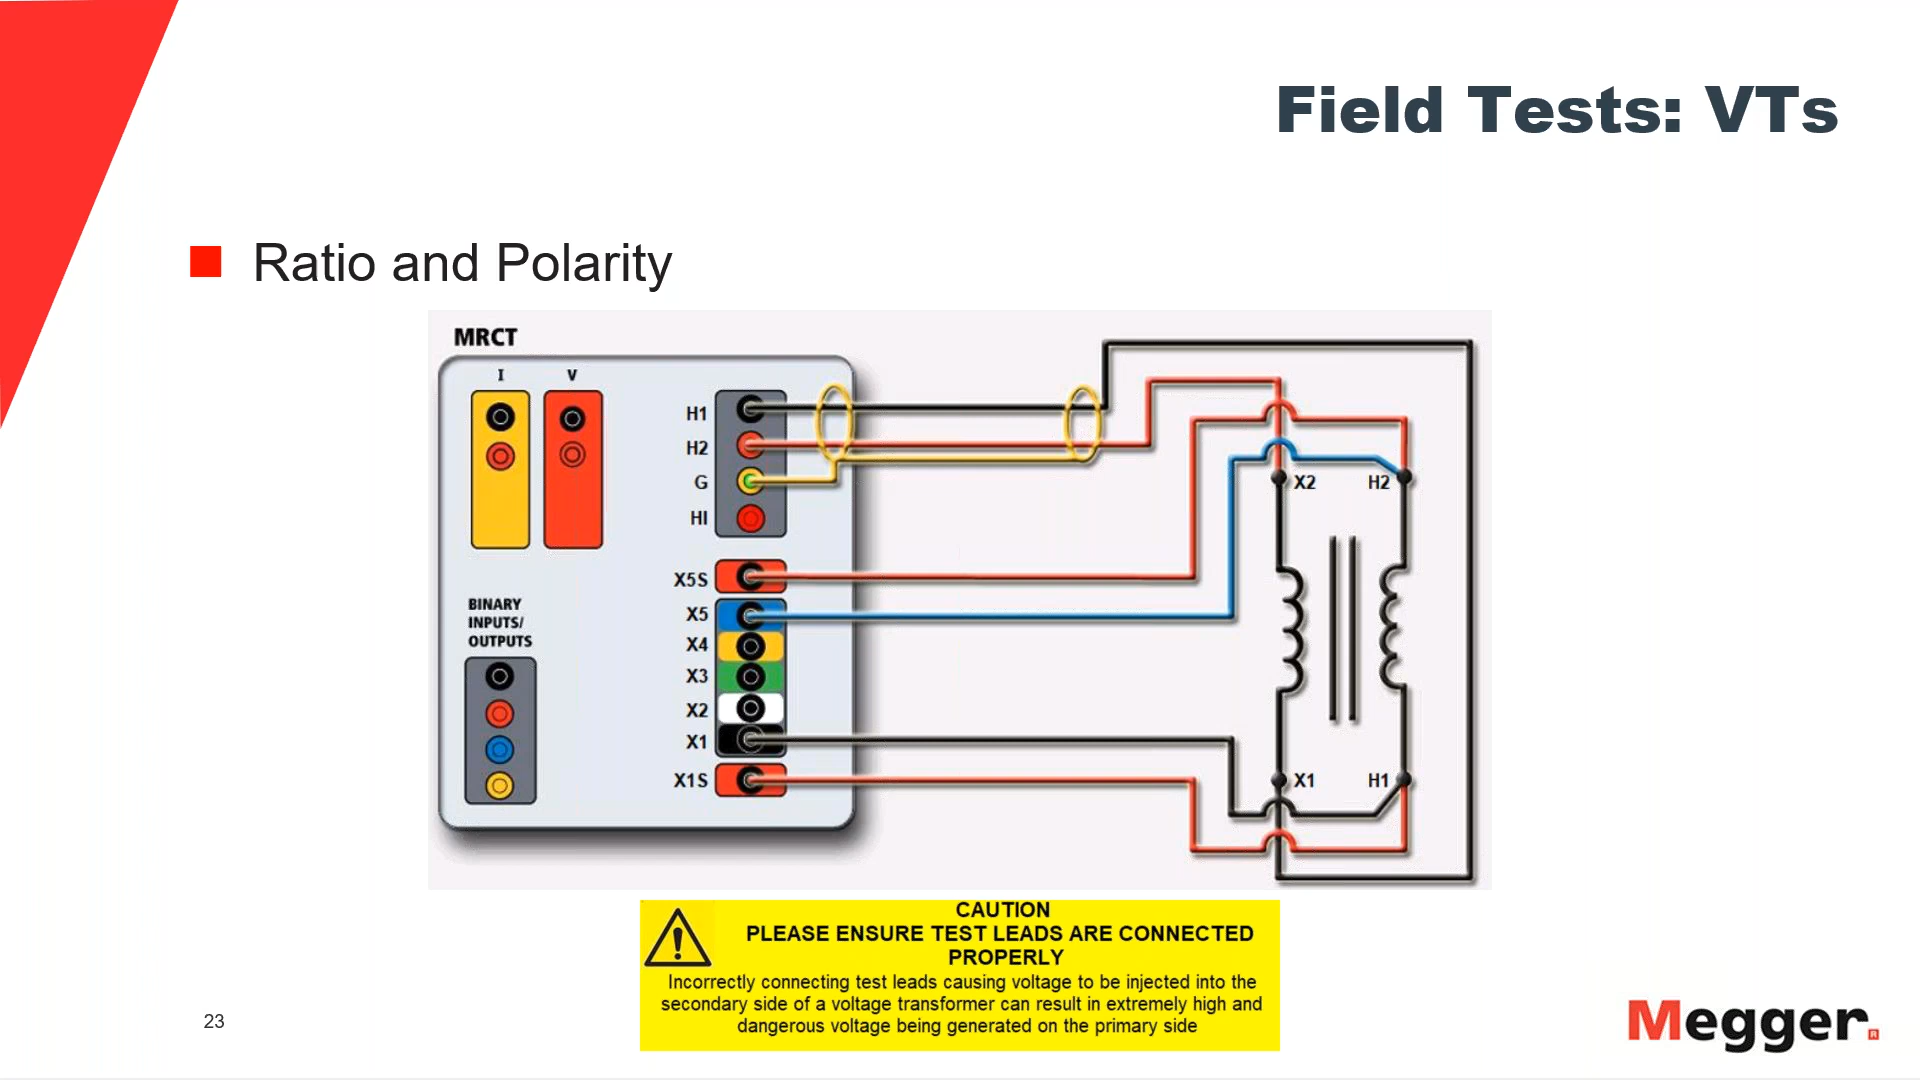 Field Tests: VTs
Ratio and Polarity
MRCT
I
V
H1
H2
G
HI
X5S
X5
X4
X3
X2
X1
X1S
BINARY
INPUTS/
OUTPUTS
X2
H2
X1
H1
CAUTION
PLEASE ENSURE TEST LEADS ARE CONNECTED
PROPERLY
Incorrectly connecting test leads causing voltage to be injected into the
secondary side of a voltage transformer can result in extremely high and
dangerous voltage being generated on the primary side
23
Megger.